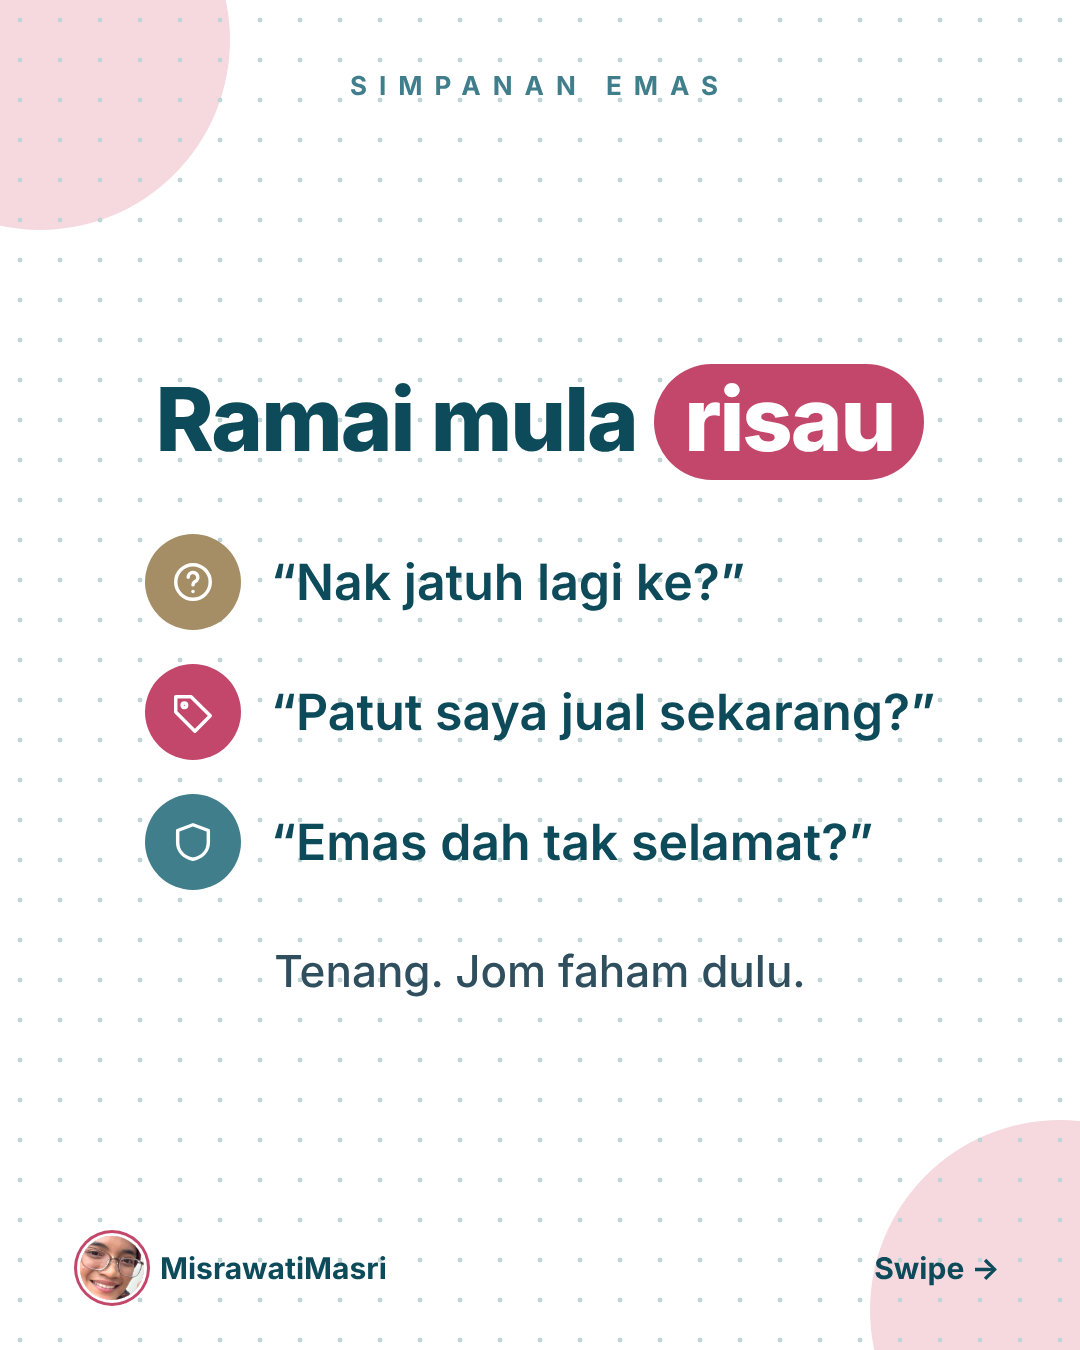 SIMPANAN EMAS
Ramai mula risau
“Nak jatuh lagi ke?”
“Patut saya jual sekarang?”
“Emas dah tak selamat?”
Tenang. Jom faham dulu.
MisrawatiMasri
Swipe →